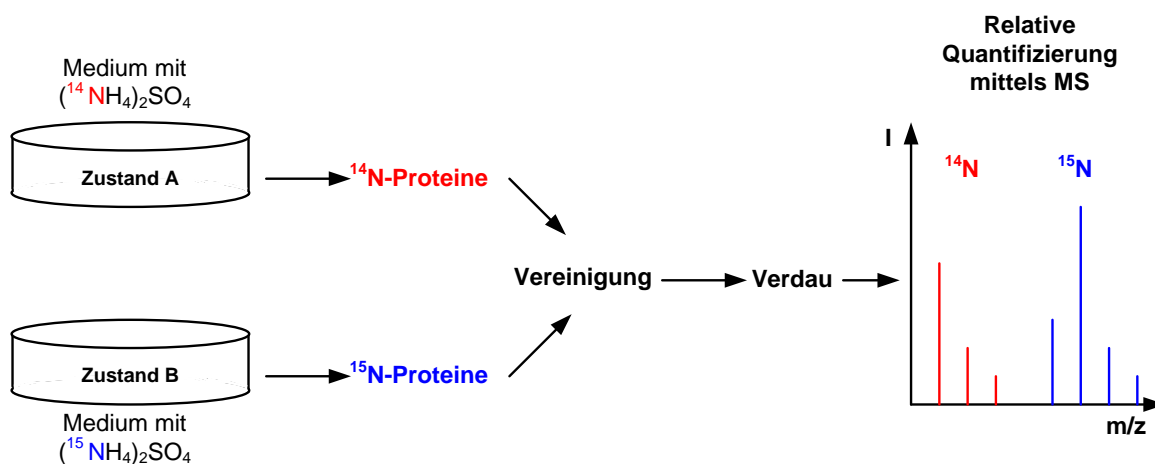 Medium mit
(¹⁴NH₄)₂SO₄
Zustand A
¹⁴N-Proteine
Vereinigung
Verdau
Zustand B
¹⁵N-Proteine
Medium mit
(¹⁵NH₄)₂SO₄
Relative
Quantifizierung
mittels MS
I
¹⁴N
¹⁵N
m/z